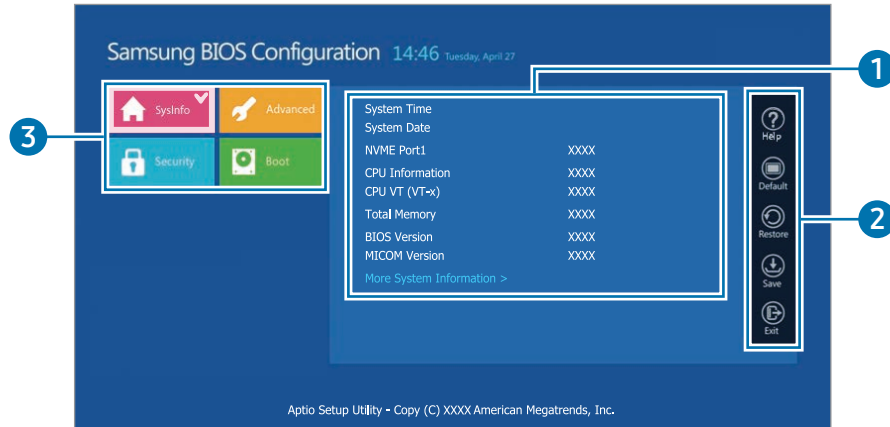 Samsung BIOS Configuration 14:46 Tuesday, April 27
1
3
SysInfo
Advanced
Security
Boot
System Time
System Date
NVME Port1 XXXX
CPU Information XXXX
CPU VT (VT-x) XXXX
Total Memory XXXX
BIOS Version XXXX
MICOM Version XXXX
More System Information >
Help
Default
Restore
Save
Exit
2
Aptio Setup Utility - Copy (C) XXXX American Megatrends, Inc.